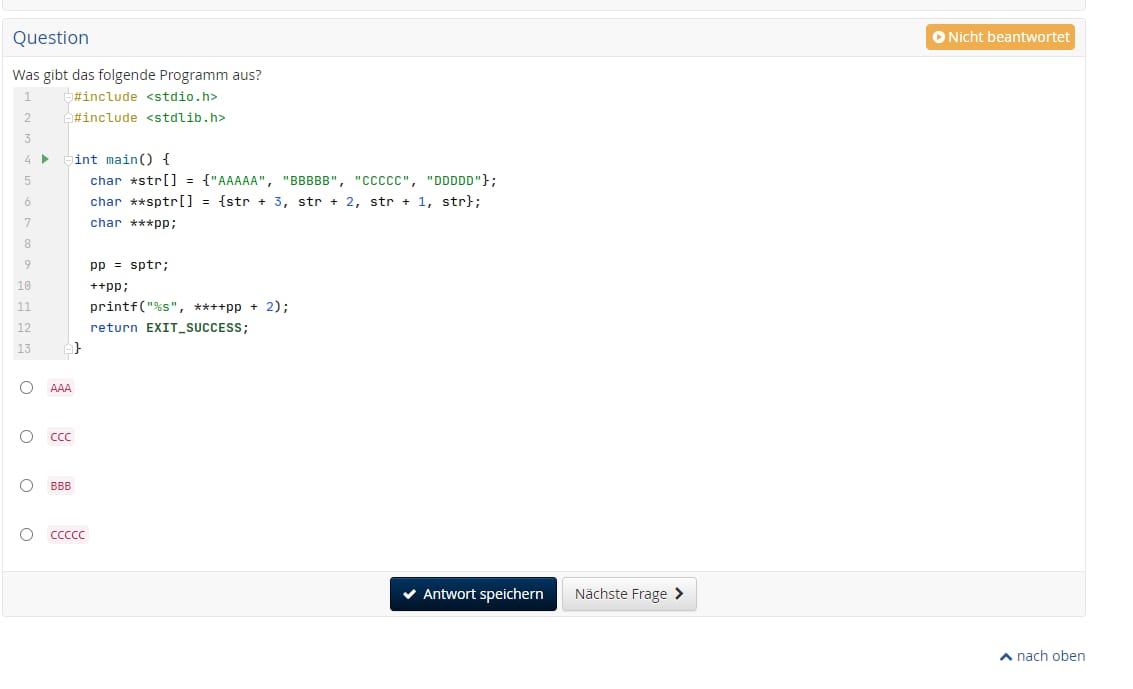 Question
Nicht beantwortet
Was gibt das folgende Programm aus?
1 #include <stdio.h>
2 #include <stdlib.h>
3
4 int main() {
5 char *str[] = {"AAAAA", "BBBBB", "CCCCC", "DDDDD"};
6 char **sptr[] = {str + 3, str + 2, str + 1, str};
7 char ***pp;
8
9 pp = sptr;
10 ++pp;
11 printf("%s", **++pp + 2);
12 return EXIT_SUCCESS;
13 }
AAA
CCC
BBB
CCCCC
Antwort speichern
Nächste Frage
nach oben